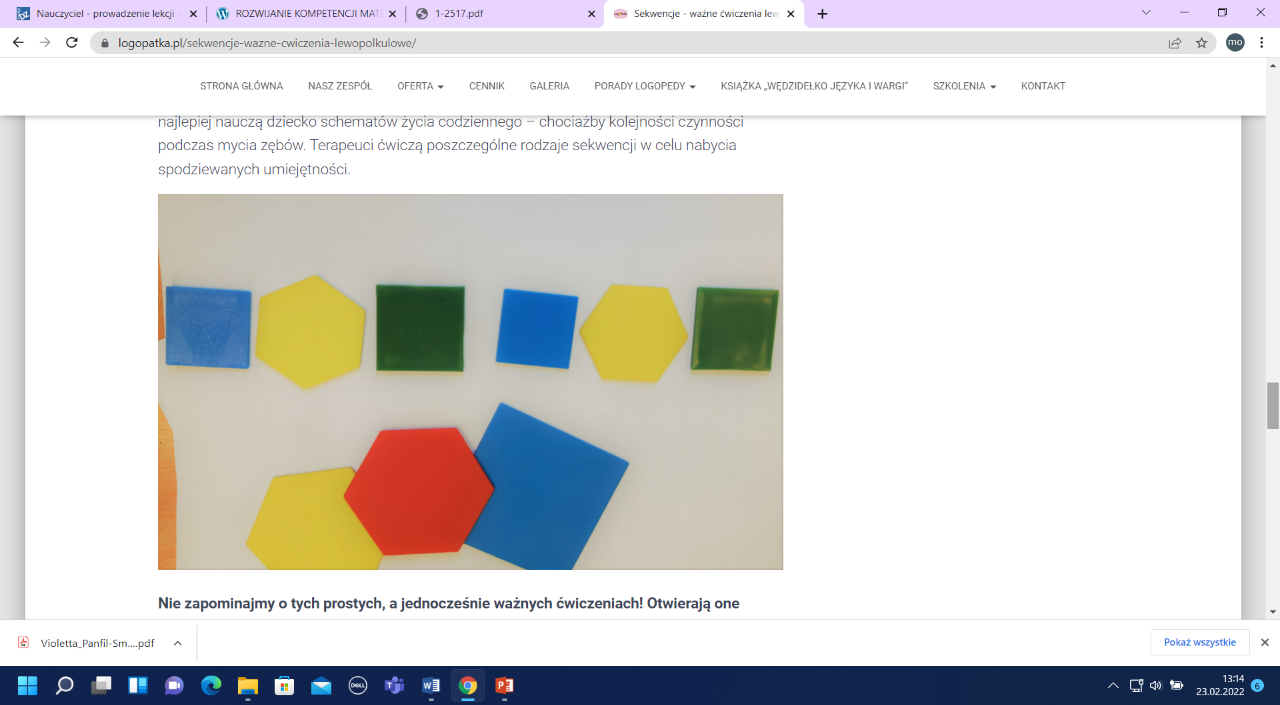 Nauczyciel - prowadzenie lekcji -
ROZWIJANIE KOMPETENCJI MAT
1-2517.pdf
Sekwencje - ważne ćwiczenia lew
logopatka.pl/sekwencje-wazne-cwiczenia-lewopolkulowe/
mo
STRONA GŁÓWNA NASZ ZESPÓŁ OFERTA CENNIK GALERIA PORADY LOGOPEDY KSIĄŻKA „WĘDZIDEŁKO JĘZYKA I WARGI” SZKOLENIA KONTAKT
najlepiej nauczą dziecko schematów życia codziennego – chociażby kolejności czynności
podczas mycia zębów. Terapeuci ćwiczą poszczególne rodzaje sekwencji w celu nabycia
spodziewanych umiejętności.
Nie zapominajmy o tych prostych, a jednocześnie ważnych ćwiczeniach! Otwierają one
Violetta_Panfil-Sm....pdf
Pokaż wszystkie
DELL
13:14
23.02.2022
6